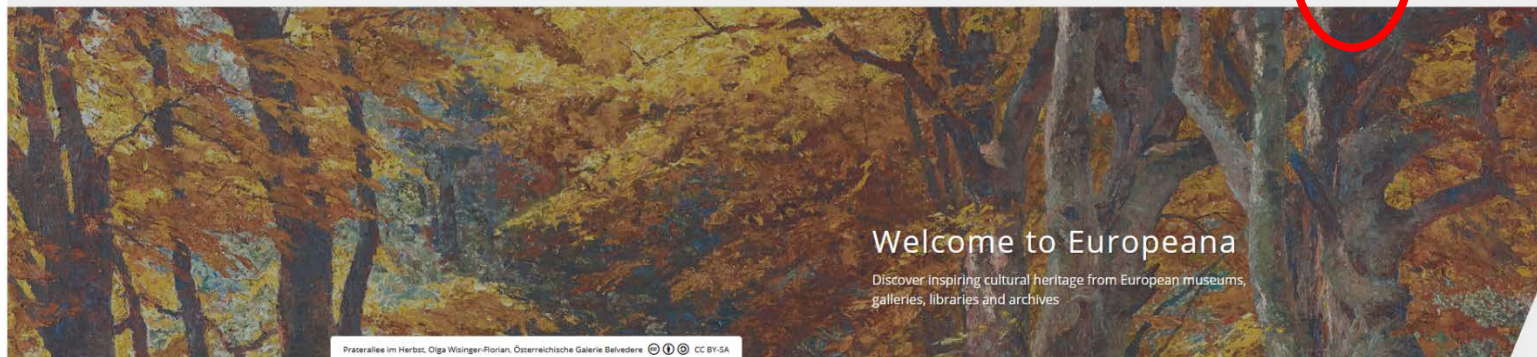 Welcome to Europeana
Discover inspiring cultural heritage from European museums,
galleries, libraries and archives
Praterallee im Herbst, Olga Wisinger-Florian, Österreichische Galerie Belvedere CC BY-SA